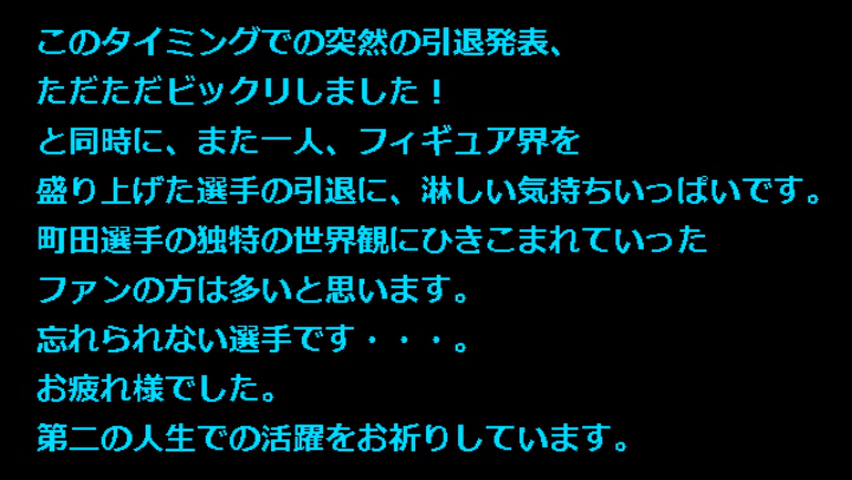 このタイミングでの突然の引退発表、
ただただビックリしました！
と同時に、また一人、フィギュア界を
盛り上げた選手の引退に、淋しい気持ちいっぱいです。
町田選手の独特の世界観にひきこまれていった
ファンの方は多いと思います。
忘れられない選手です・・・。
お疲れ様でした。
第二の人生での活躍をお祈りしています。